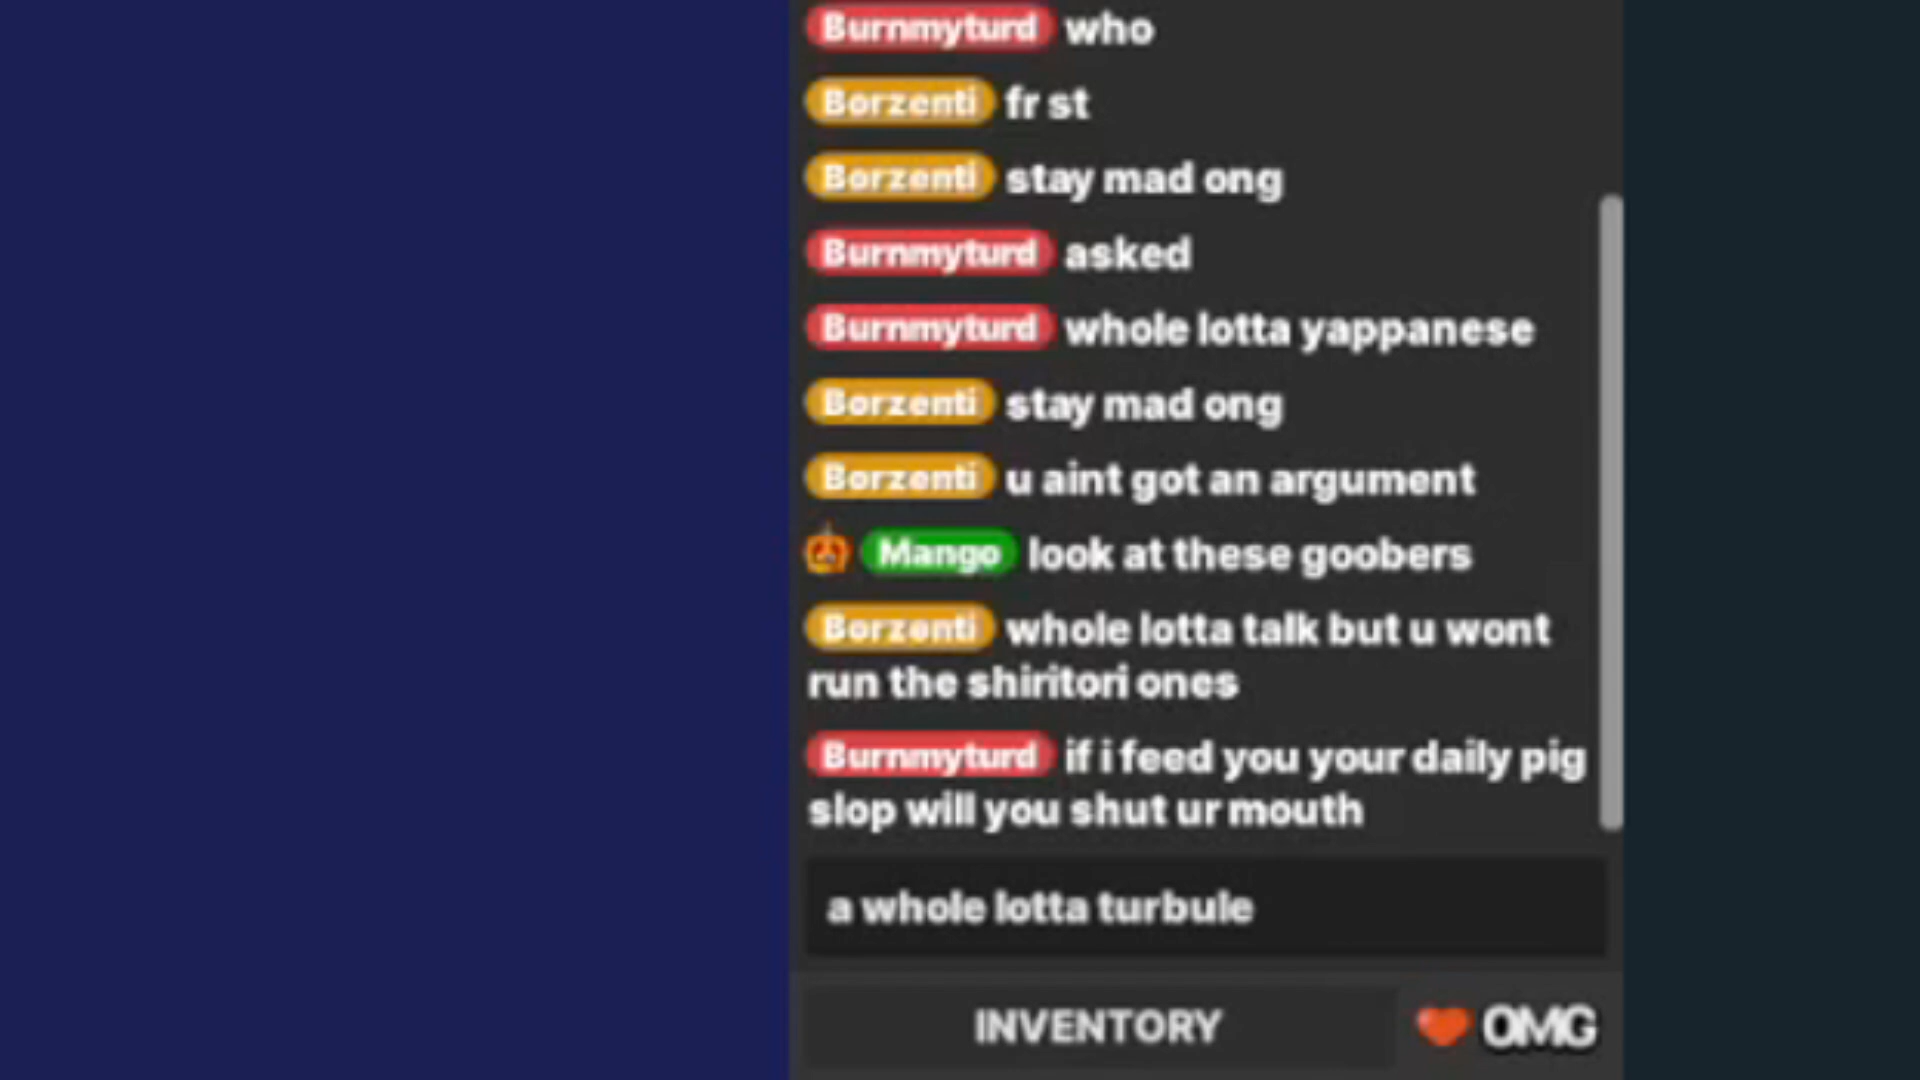 Burnmyturd who
Borzenti fr st
Borzenti stay mad ong
Burnmyturd asked
Burnmyturd whole lotta yappanese
Borzenti stay mad ong
Borzenti u aint got an argument
Mango look at these goobers
Borzenti whole lotta talk but u wont
run the shiritori ones
Burnmyturd if i feed you your daily pig
slop will you shut ur mouth
a whole lotta turbule
INVENTORY OMG